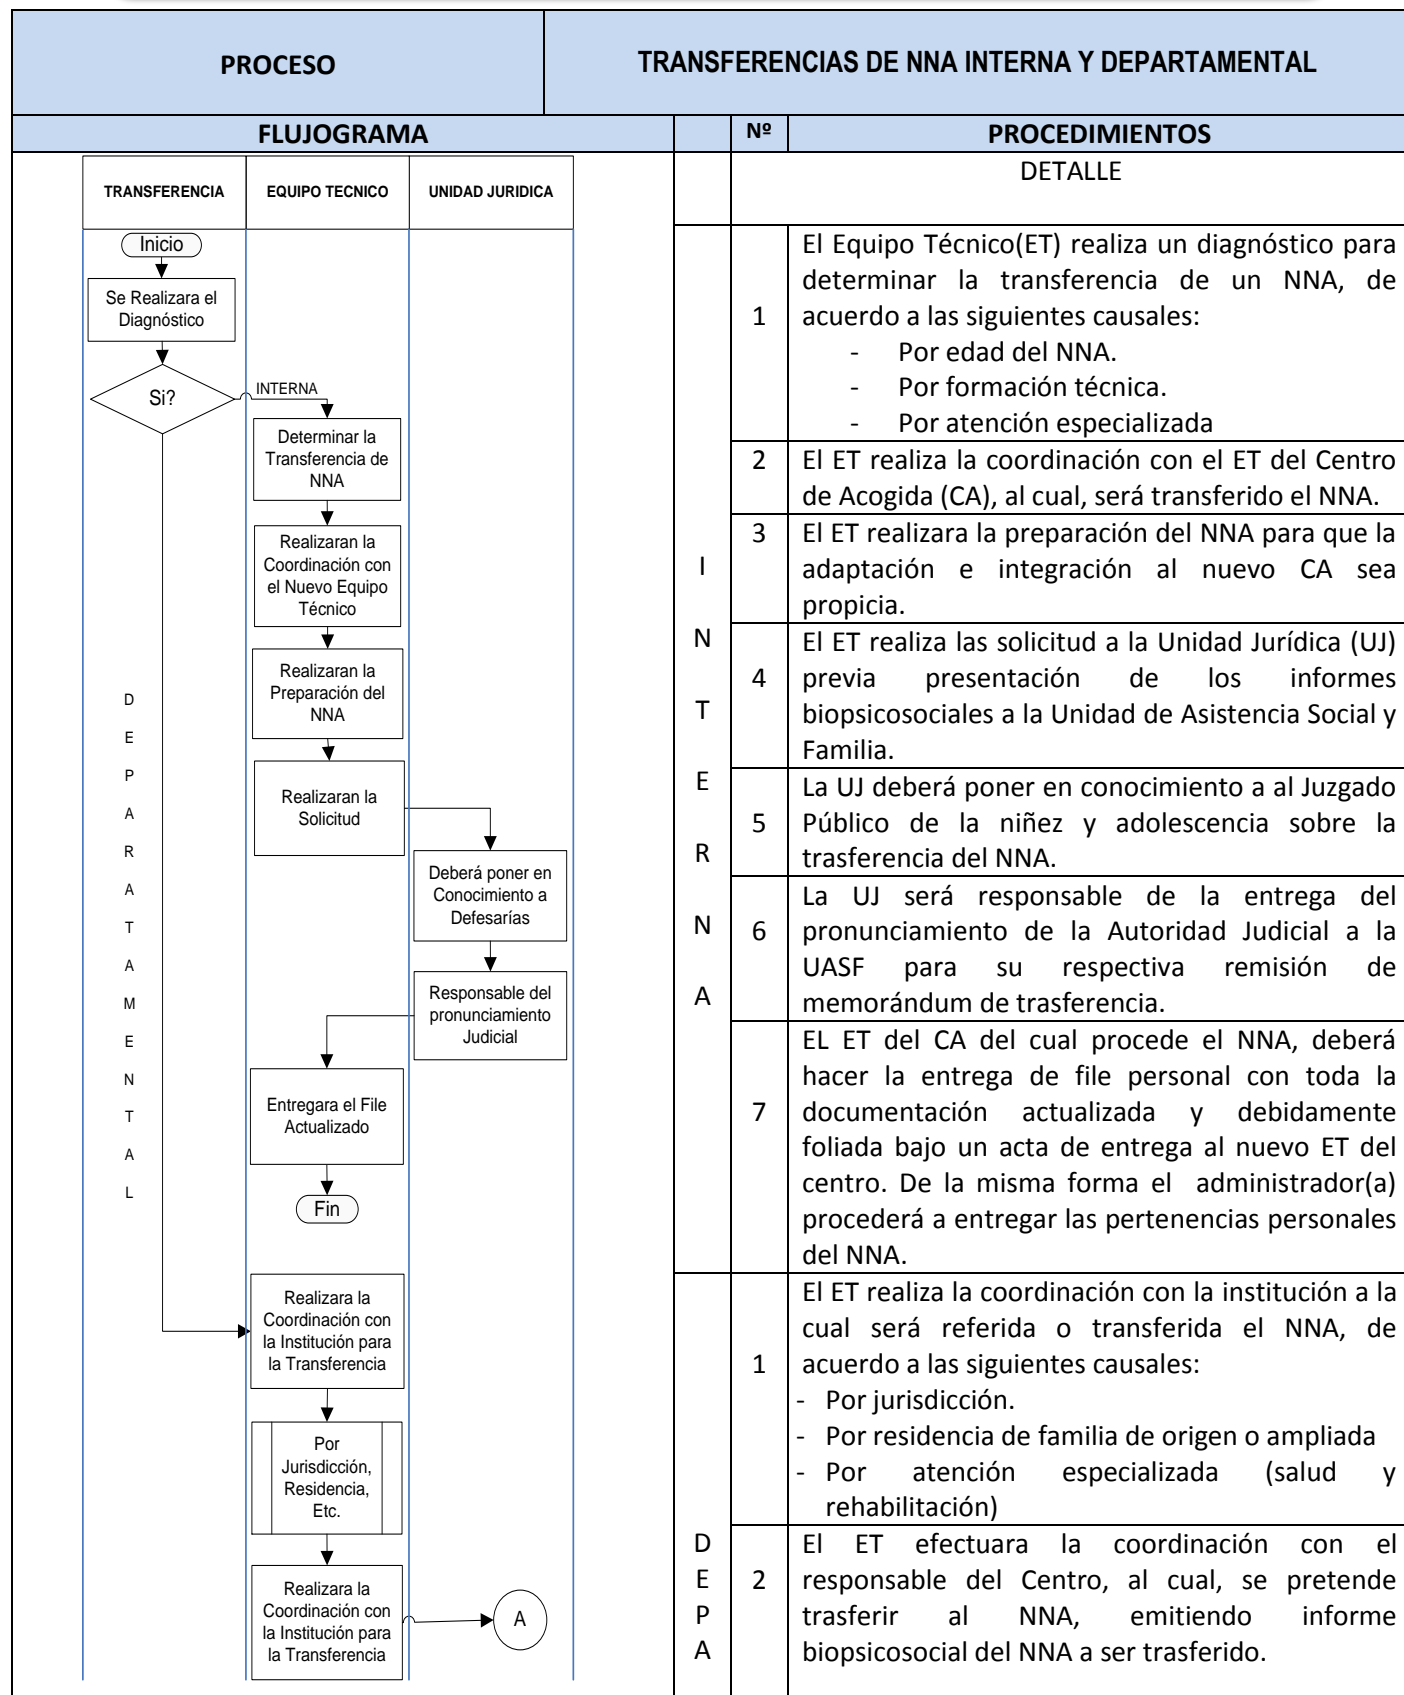 PROCESO
TRANSFERENCIAS DE NNA INTERNA Y DEPARTAMENTAL
FLUJOGRAMA
Nº
PROCEDIMIENTOS
TRANSFERENCIA
EQUIPO TECNICO
UNIDAD JURIDICA
Inicio
Se Realizara el
Diagnóstico
Si?
INTERNA
Determinar la
Transferencia de
NNA
Realizaran la
Coordinación con
el Nuevo Equipo
Técnico
Realizaran la
Preparación del
NNA
Realizaran la
Solicitud
Deberá poner en
Conocimiento a
Defesarías
Responsable del
pronunciamiento
Judicial
Entregara el File
Actualizado
Fin
D
E
P
A
R
A
T
A
M
E
N
T
A
L
Realizara la
Coordinación con
la Institución para
la Transferencia
Por
Jurisdicción,
Residencia,
Etc.
Realizara la
Coordinación con
la Institución para
la Transferencia
A
DETALLE
I
N
T
E
R
N
A
1
El Equipo Técnico(ET) realiza un diagnóstico para
determinar la transferencia de un NNA, de
acuerdo a las siguientes causales:
- Por edad del NNA.
- Por formación técnica.
- Por atención especializada
2
El ET realiza la coordinación con el ET del Centro
de Acogida (CA), al cual, será transferido el NNA.
3
El ET realizara la preparación del NNA para que la
adaptación e integración al nuevo CA sea
propicia.
4
El ET realiza las solicitud a la Unidad Jurídica (UJ)
previa presentación de los informes
biopsicosociales a la Unidad de Asistencia Social y
Familia.
5
La UJ deberá poner en conocimiento a al Juzgado
Público de la niñez y adolescencia sobre la
trasferencia del NNA.
6
La UJ será responsable de la entrega del
pronunciamiento de la Autoridad Judicial a la
UASF para su respectiva remisión de
memorándum de trasferencia.
7
EL ET del CA del cual procede el NNA, deberá
hacer la entrega de file personal con toda la
documentación actualizada y debidamente
foliada bajo un acta de entrega al nuevo ET del
centro. De la misma forma el administrador(a)
procederá a entregar las pertenencias personales
del NNA.
D
E
P
A
1
El ET realiza la coordinación con la institución a la
cual será referida o transferida el NNA, de
acuerdo a las siguientes causales:
- Por jurisdicción.
- Por residencia de familia de origen o ampliada
- Por atención especializada (salud y
rehabilitación)
2
El ET efectuara la coordinación con el
responsable del Centro, al cual, se pretende
trasferir al NNA, emitiendo informe
biopsicosocial del NNA a ser trasferido.